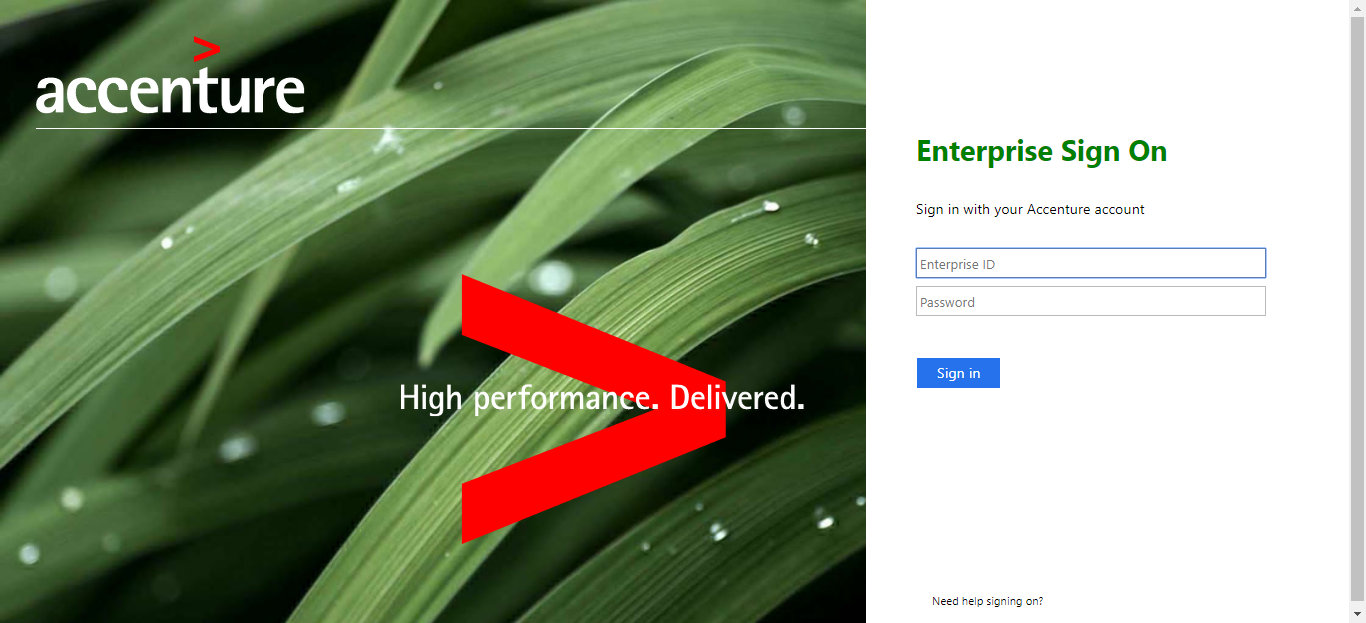 >
accenture
High performance. Delivered.
Enterprise Sign On
Sign in with your Accenture account
Enterprise ID
Password
Sign in
Need help signing on?